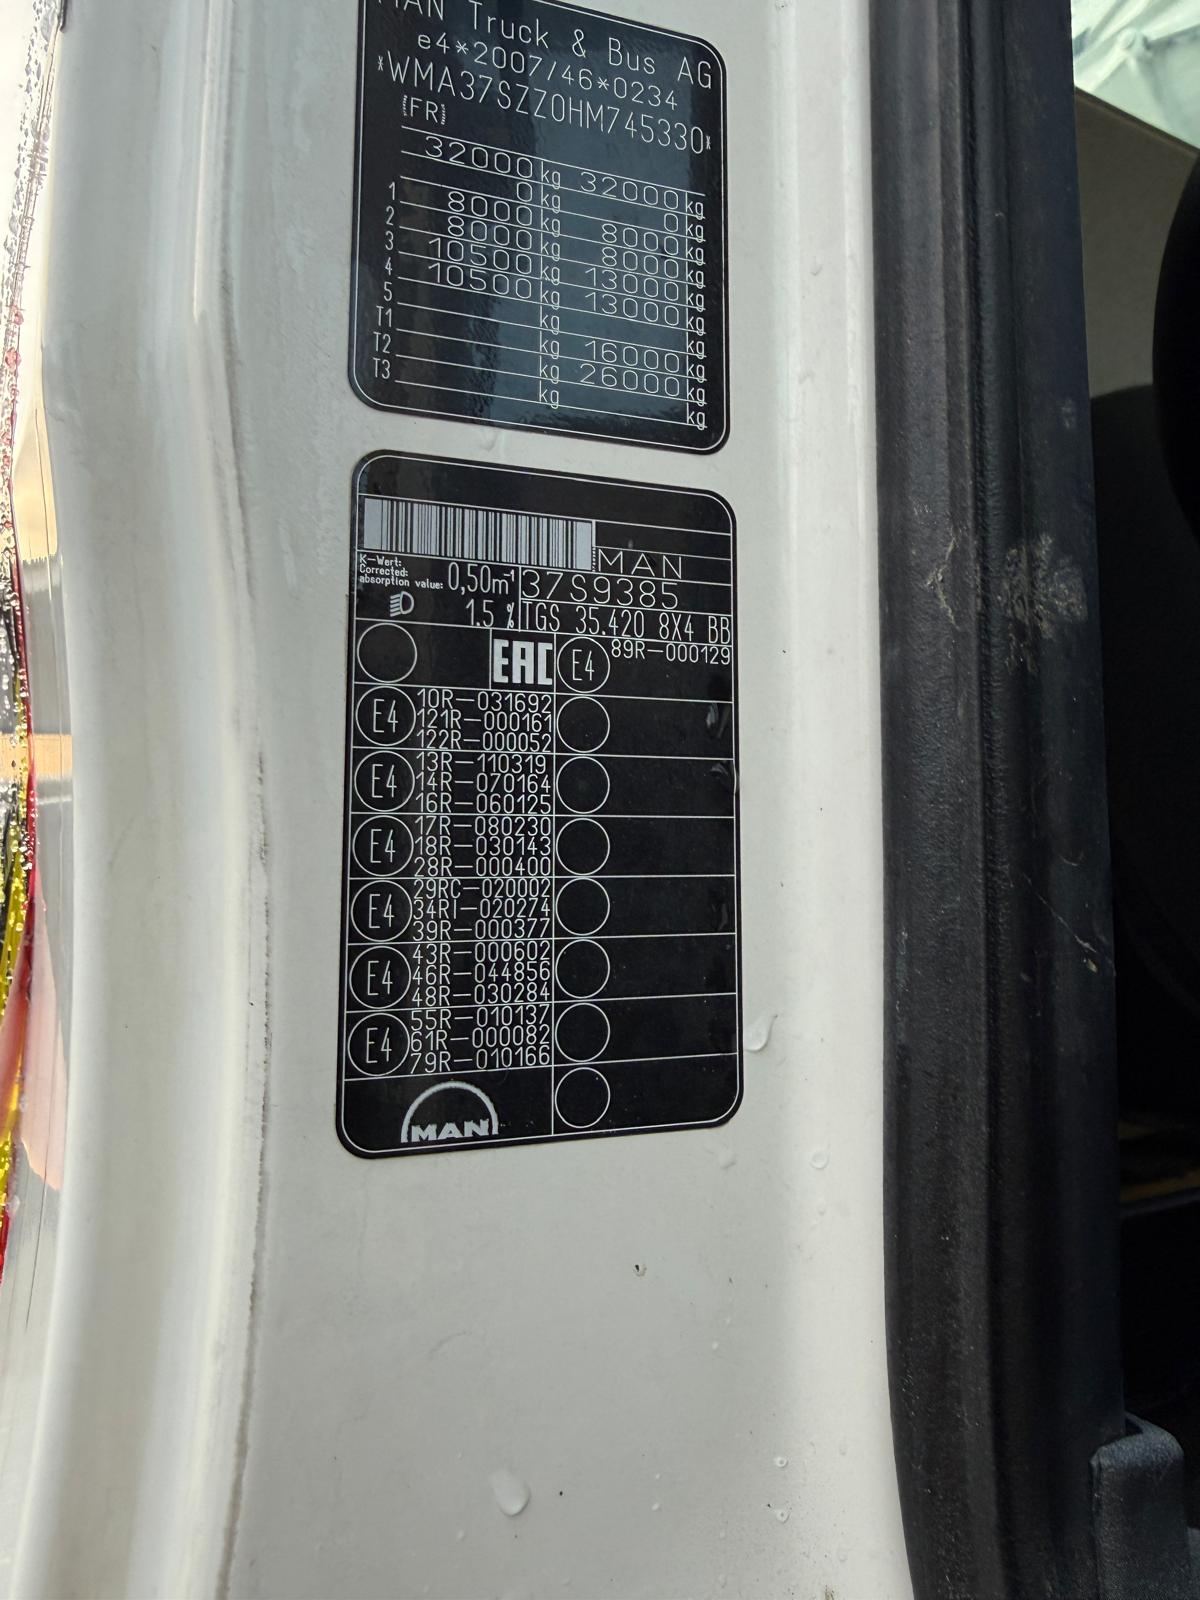 MAN Truck & Bus AG
e4*2007/46*0234
*WMA37SZZ0HM745330*
FR
32000 kg 32000 kg
0 kg 0 kg
1 8000 kg 8000 kg
2 8000 kg 8000 kg
3 10500 kg 13000 kg
4 10500 kg 13000 kg
5 kg kg
T1 kg 16000 kg
T2 kg 26000 kg
T3 kg kg
MAN
K-Wert:
Corrected:
absorption value: 0,50m⁻¹
37S9385
1.5 %
TGS 35.420 8X4 BB
EAC
E4 89R-000129
E4 10R-031692
121R-000161
122R-000052
E4 13R-110319
14R-070164
16R-060125
E4 17R-080230
18R-030143
28R-000400
E4 29RC-020002
34RI-020274
39R-000377
E4 43R-000602
46R-044856
48R-030284
E4 55R-010137
61R-000082
79R-010166
MAN